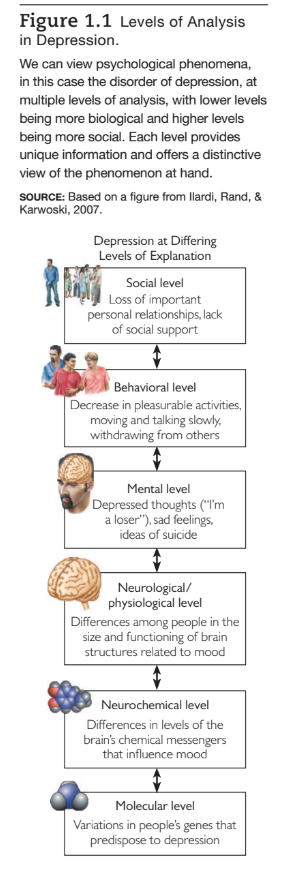 Figure 1.1 Levels of Analysis
in Depression.
We can view psychological phenomena,
in this case the disorder of depression, at
multiple levels of analysis, with lower levels
being more biological and higher levels
being more social. Each level provides
unique information and offers a distinctive
view of the phenomenon at hand.
SOURCE: Based on a figure from Ilardi, Rand, &
Karwoski, 2007.
Depression at Differing
Levels of Explanation
Social level
Loss of important
personal relationships, lack
of social support
Behavioral level
Decrease in pleasurable activities,
moving and talking slowly,
withdrawing from others
Mental level
Depressed thoughts (“I’m
a loser”), sad feelings,
ideas of suicide
Neurological/
physiological level
Differences among people in the
size and functioning of brain
structures related to mood
Neurochemical level
Differences in levels of the
brain’s chemical messengers
that influence mood
Molecular level
Variations in people’s genes that
predispose to depression